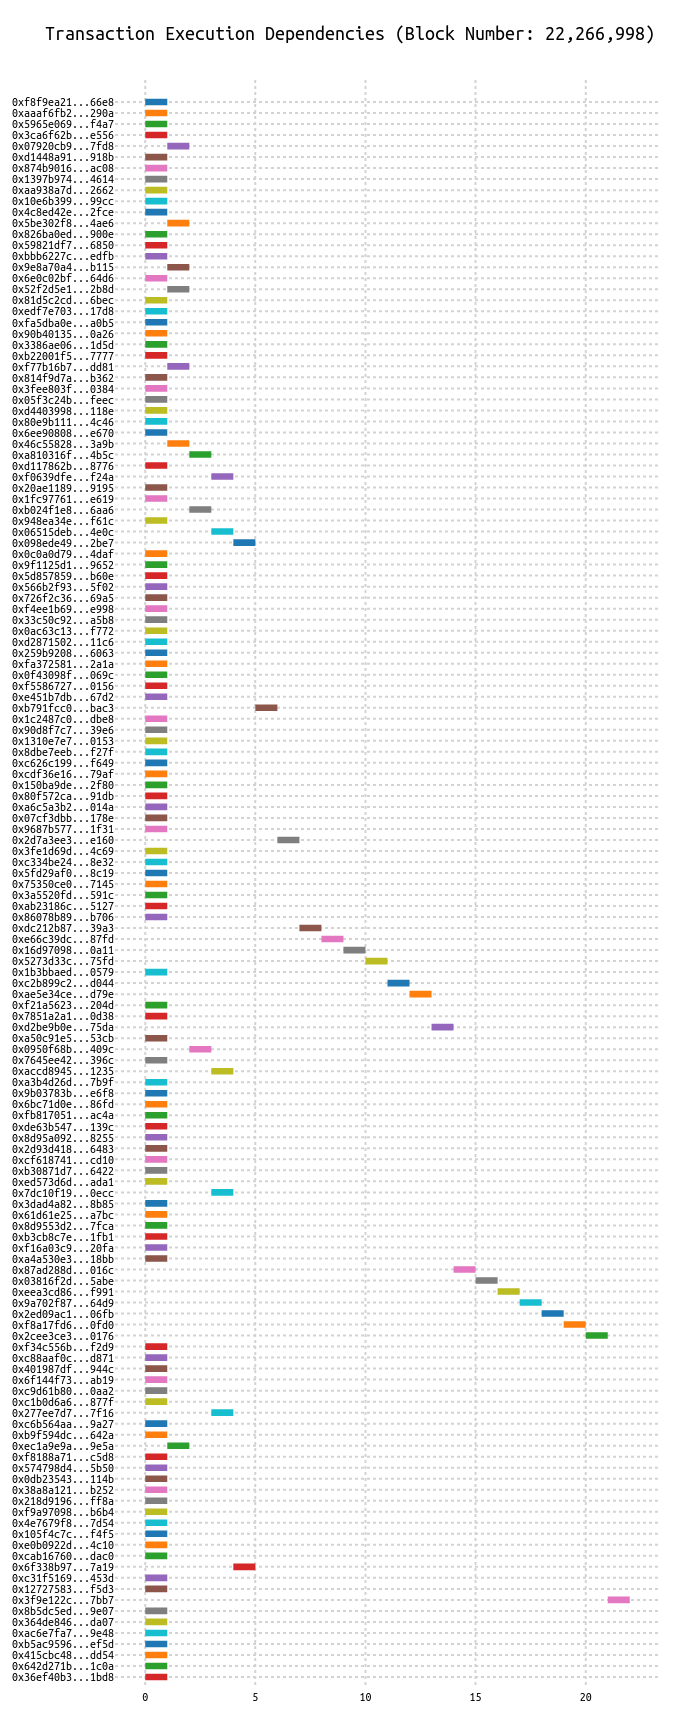 Transaction Execution Dependencies (Block Number: 22,266,998)
0xf8f9ea21...66e8
0xaaaf6fb2...290a
0x5965e069...f4a7
0x3ca6f62b...e556
0x07920cb9...7fd8
0xd1448a91...918b
0x874b9016...ac08
0x1397b974...4614
0xaa938a7d...2662
0x10e6b399...99cc
0x4c8ed42e...2fce
0x5be302f8...4ae6
0x826ba0ed...900e
0x59821df7...6850
0xbbb6227c...edfb
0x9e8a70a4...b115
0x6e0c02bf...64d6
0x52f2d5e1...2b8d
0x81d5c2cd...6bec
0xedf7e703...17d8
0xfa5dba0e...a0b5
0x90b40135...0a26
0x3386ae06...1d5d
0xb22001f5...7777
0xf77b16b7...dd81
0x814f9d7a...b362
0x3fee803f...0384
0x05f3c24b...feec
0xd4403998...118e
0x80e9b111...4c46
0x6ee90808...e670
0x46c55828...3a9b
0xa810316f...4b5c
0xd117862b...8776
0xf0639dfe...f24a
0x20ae1189...9195
0x1fc97761...e619
0xb024f1e8...6aa6
0x948ea34e...f61c
0x06515deb...4e0c
0x098ede49...2be7
0x0c0a0d79...4daf
0x9f1125d1...9652
0x5d857859...b60e
0x566b2f93...5f02
0x726f2c36...69a5
0xf4ee1b69...e998
0x33c50c92...a5b8
0x0ac63c13...f772
0xd2871502...11c6
0x259b9208...6063
0xfa372581...2a1a
0x0f43098f...069c
0xf5586727...0156
0xe451b7db...67d2
0xb791fcc0...bac3
0x1c2487c0...dbe8
0x90d8f7c7...39e6
0x1310e7e7...0153
0x8dbe7eeb...f27f
0xc626c199...f649
0xcdf36e16...79af
0x150ba9de...2f80
0x80f572ca...91db
0xa6c5a3b2...014a
0x07cf3dbb...178e
0x9687b577...1f31
0x2d7a3ee3...e160
0x3fe1d69d...4c69
0xc334be24...8e32
0x5fd29af0...8c19
0x75350ce0...7145
0x3a5520fd...591c
0xab23186c...5127
0x86078b89...b706
0xdc212b87...39a3
0xe66c39dc...87fd
0x16d97098...0a11
0x5273d33c...75fd
0x1b3bbaed...0579
0xc2b899c2...d044
0xae5e34ce...d79e
0xf21a5623...204d
0x7851a2a1...0d38
0xd2be9b0e...75da
0xa50c91e5...53cb
0x0950f68b...409c
0x7645ee42...396c
0xaccd8945...1235
0xa3b4d26d...7b9f
0x9b03783b...e6f8
0x6bc71d0e...86fd
0xfb817051...ac4a
0xde63b547...139c
0x8d95a092...8255
0x2d93d418...6483
0xcf618741...cd10
0xb30871d7...6422
0xed573d6d...ada1
0x7dc10f19...0ecc
0x3dad4a82...8b85
0x61d61e25...a7bc
0x8d9553d2...7fca
0xb3cb8c7e...1fb1
0xf16a03c9...20fa
0xa4a530e3...18bb
0x87ad288d...016c
0x03816f2d...5abe
0xeea3cd86...f991
0x9a702f87...64d9
0x2ed09ac1...06fb
0xf8a17fd6...0fd0
0x2cee3ce3...0176
0xf34c556b...f2d9
0xc88aaf0c...d871
0x401987df...944c
0x6f144f73...ab19
0xc9d61b80...0aa2
0xc1b0d6a6...877f
0x277ee7d7...7f16
0xc6b564aa...9a27
0xb9f594dc...642a
0xec1a9e9a...9e5a
0xf8188a71...c5d8
0x574798d4...5b50
0x0db23543...114b
0x38a8a121...b252
0x218d9196...ff8a
0xf9a97098...b6b4
0x4e7679f8...7d54
0x105f4c7c...f4f5
0xe0b0922d...4c10
0xcab16760...dac0
0x6f338b97...7a19
0xc31f5169...453d
0x12727583...f5d3
0x3f9e122c...7bb7
0x8b5dc5ed...9e07
0x364de846...da07
0xac6e7fa7...9e48
0xb5ac9596...ef5d
0x415cbc48...dd54
0x642d271b...1c0a
0x36ef40b3...1bd8
0 5 10 15 20